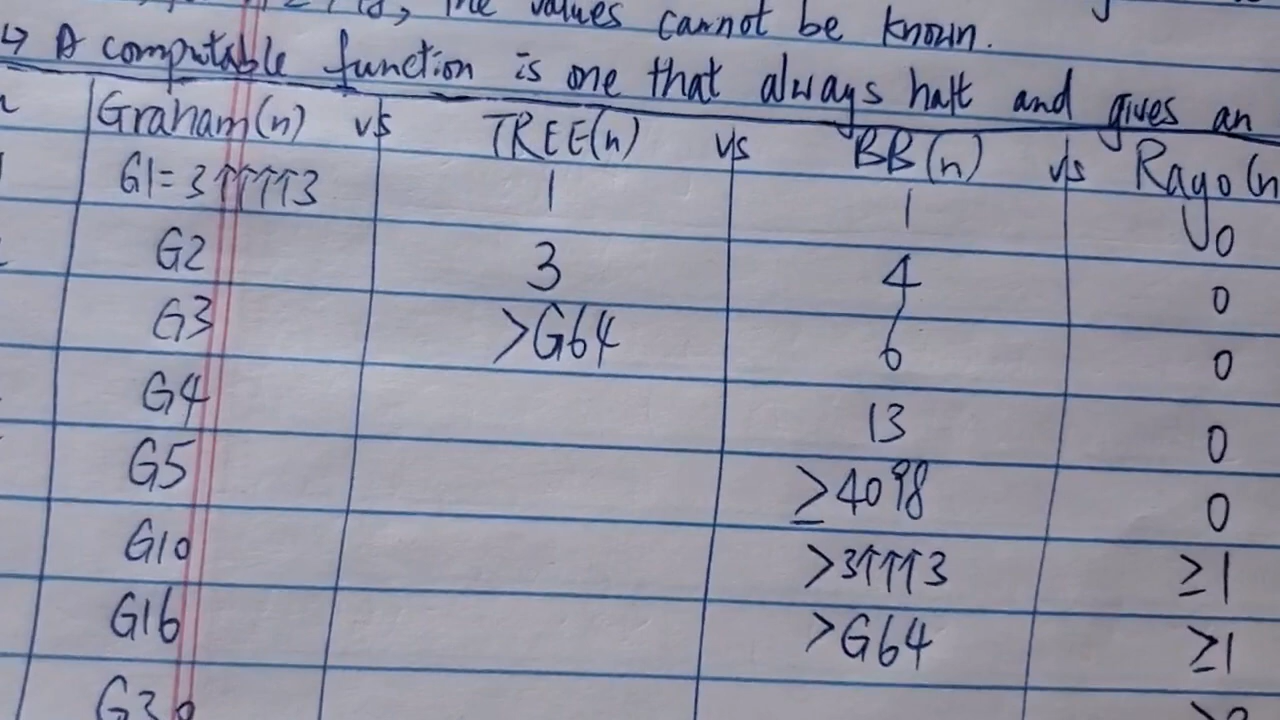 the values cannot be known.
↳ A computable function is one that always halt and gives an
Graham(n) vs TREE(n) vs BB(n) vs Rayo(n
G1=3↑↑↑↑3 1 1 0
G2 3 4 0
G3 >G64 6 0
G4 13 0
G5 ≥4098 0
G10 >3↑↑↑3 ≥1
G16 >G64 ≥1
G30